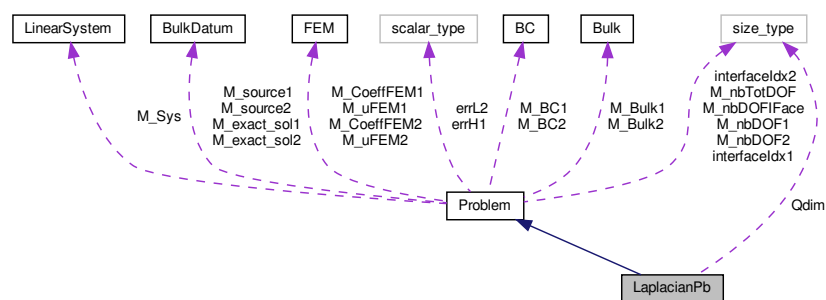 LinearSystem
BulkDatum
FEM
scalar_type
BC
Bulk
size_type
M_Sys
M_source1
M_source2
M_exact_sol1
M_exact_sol2
M_CoeffFEM1
M_uFEM1
M_CoeffFEM2
M_uFEM2
errL2
errH1
M_BC1
M_BC2
M_Bulk1
M_Bulk2
interfaceIdx2
M_nbTotDOF
M_nbDOFIFace
M_nbDOF1
M_nbDOF2
interfaceIdx1
Problem
Qdim
LaplacianPb